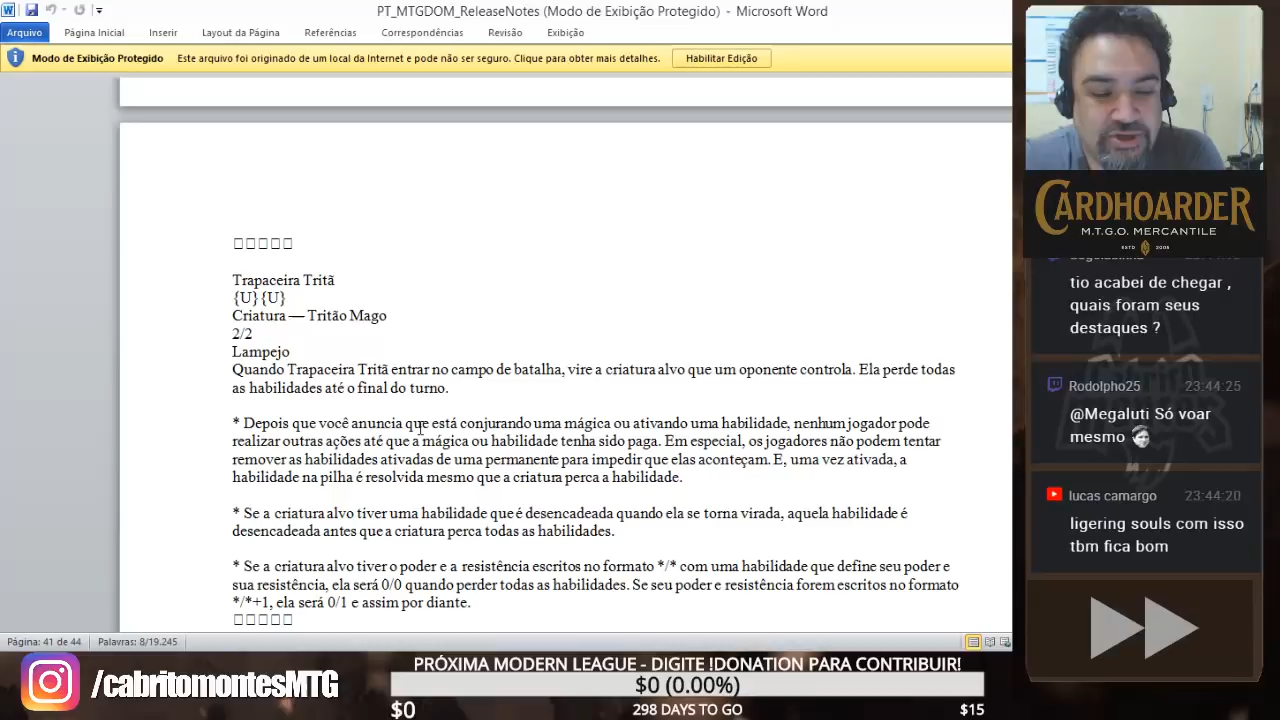 PT_MTGDOM_ReleaseNotes (Modo de Exibição Protegido) - Microsoft Word
Arquivo Página Inicial Inserir Layout da Página Referências Correspondências Revisão Exibição
Modo de Exibição Protegido Este arquivo foi originado de um local da Internet e pode não ser seguro. Clique para obter mais detalhes. Habilitar Edição
Trapaceira Tritã
{U}{U}
Criatura — Tritão Mago
2/2
Lampejo
Quando Trapaceira Tritã entrar no campo de batalha, vire a criatura alvo que um oponente controla. Ela perde todas
as habilidades até o final do turno.
* Depois que você anuncia que está conjurando uma mágica ou ativando uma habilidade, nenhum jogador pode
realizar outras ações até que a mágica ou habilidade tenha sido paga. Em especial, os jogadores não podem tentar
remover as habilidades ativadas de uma permanente para impedir que elas aconteçam. E, uma vez ativada, a
habilidade na pilha é resolvida mesmo que a criatura perca a habilidade.
* Se a criatura alvo tiver uma habilidade que é desencadeada quando ela se torna virada, aquela habilidade é
desencadeada antes que a criatura perca todas as habilidades.
* Se a criatura alvo tiver o poder e a resistência escritos no formato */* com uma habilidade que define seu poder e
sua resistência, ela será 0/0 quando perder todas as habilidades. Se seu poder e resistência forem escritos no formato
*/*+1, ela será 0/1 e assim por diante.
Página: 41 de 44 Palavras: 8/19.245
CARDHOARDER
M.T.G.O. MERCANTILE
ESTD 2005
tio acabei de chegar ,
quais foram seus
destaques ?
Rodolpho25 23:44:25
@Megaluti Só voar
mesmo
lucas camargo 23:44:20
ligering souls com isso
tbm fica bom
/cabritomontesMTG
PRÓXIMA MODERN LEAGUE - DIGITE !DONATION PARA CONTRIBUIR!
$0 (0.00%)
$0 298 DAYS TO GO $15